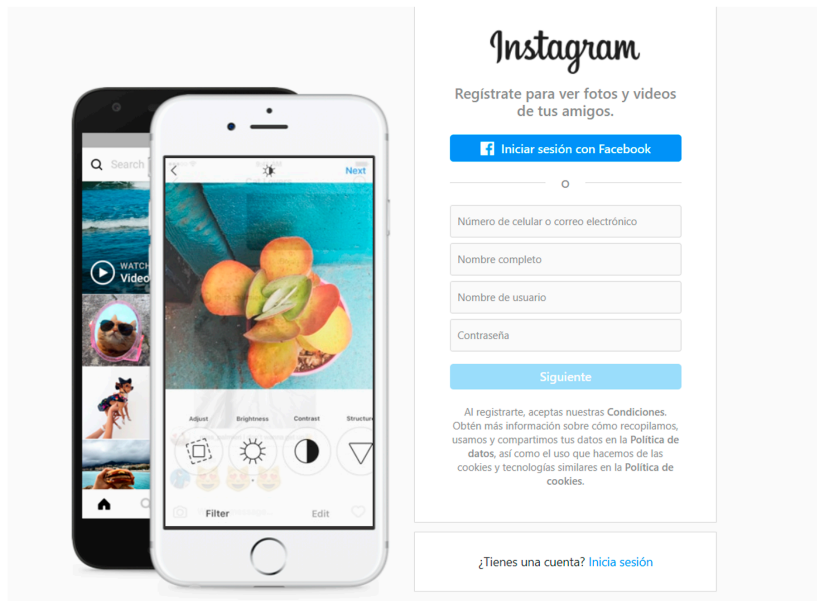 Search
WATCH
Video
Next
Adjust
Brightness
Contrast
Structure
Filter
Edit
Instagram
Regístrate para ver fotos y videos
de tus amigos.
Iniciar sesión con Facebook
O
Número de celular o correo electrónico
Nombre completo
Nombre de usuario
Contraseña
Siguiente
Al registrarte, aceptas nuestras Condiciones.
Obtén más información sobre cómo recopilamos,
usamos y compartimos tus datos en la Política de
datos, así como el uso que hacemos de las
cookies y tecnologías similares en la Política de
cookies.
¿Tienes una cuenta? Inicia sesión